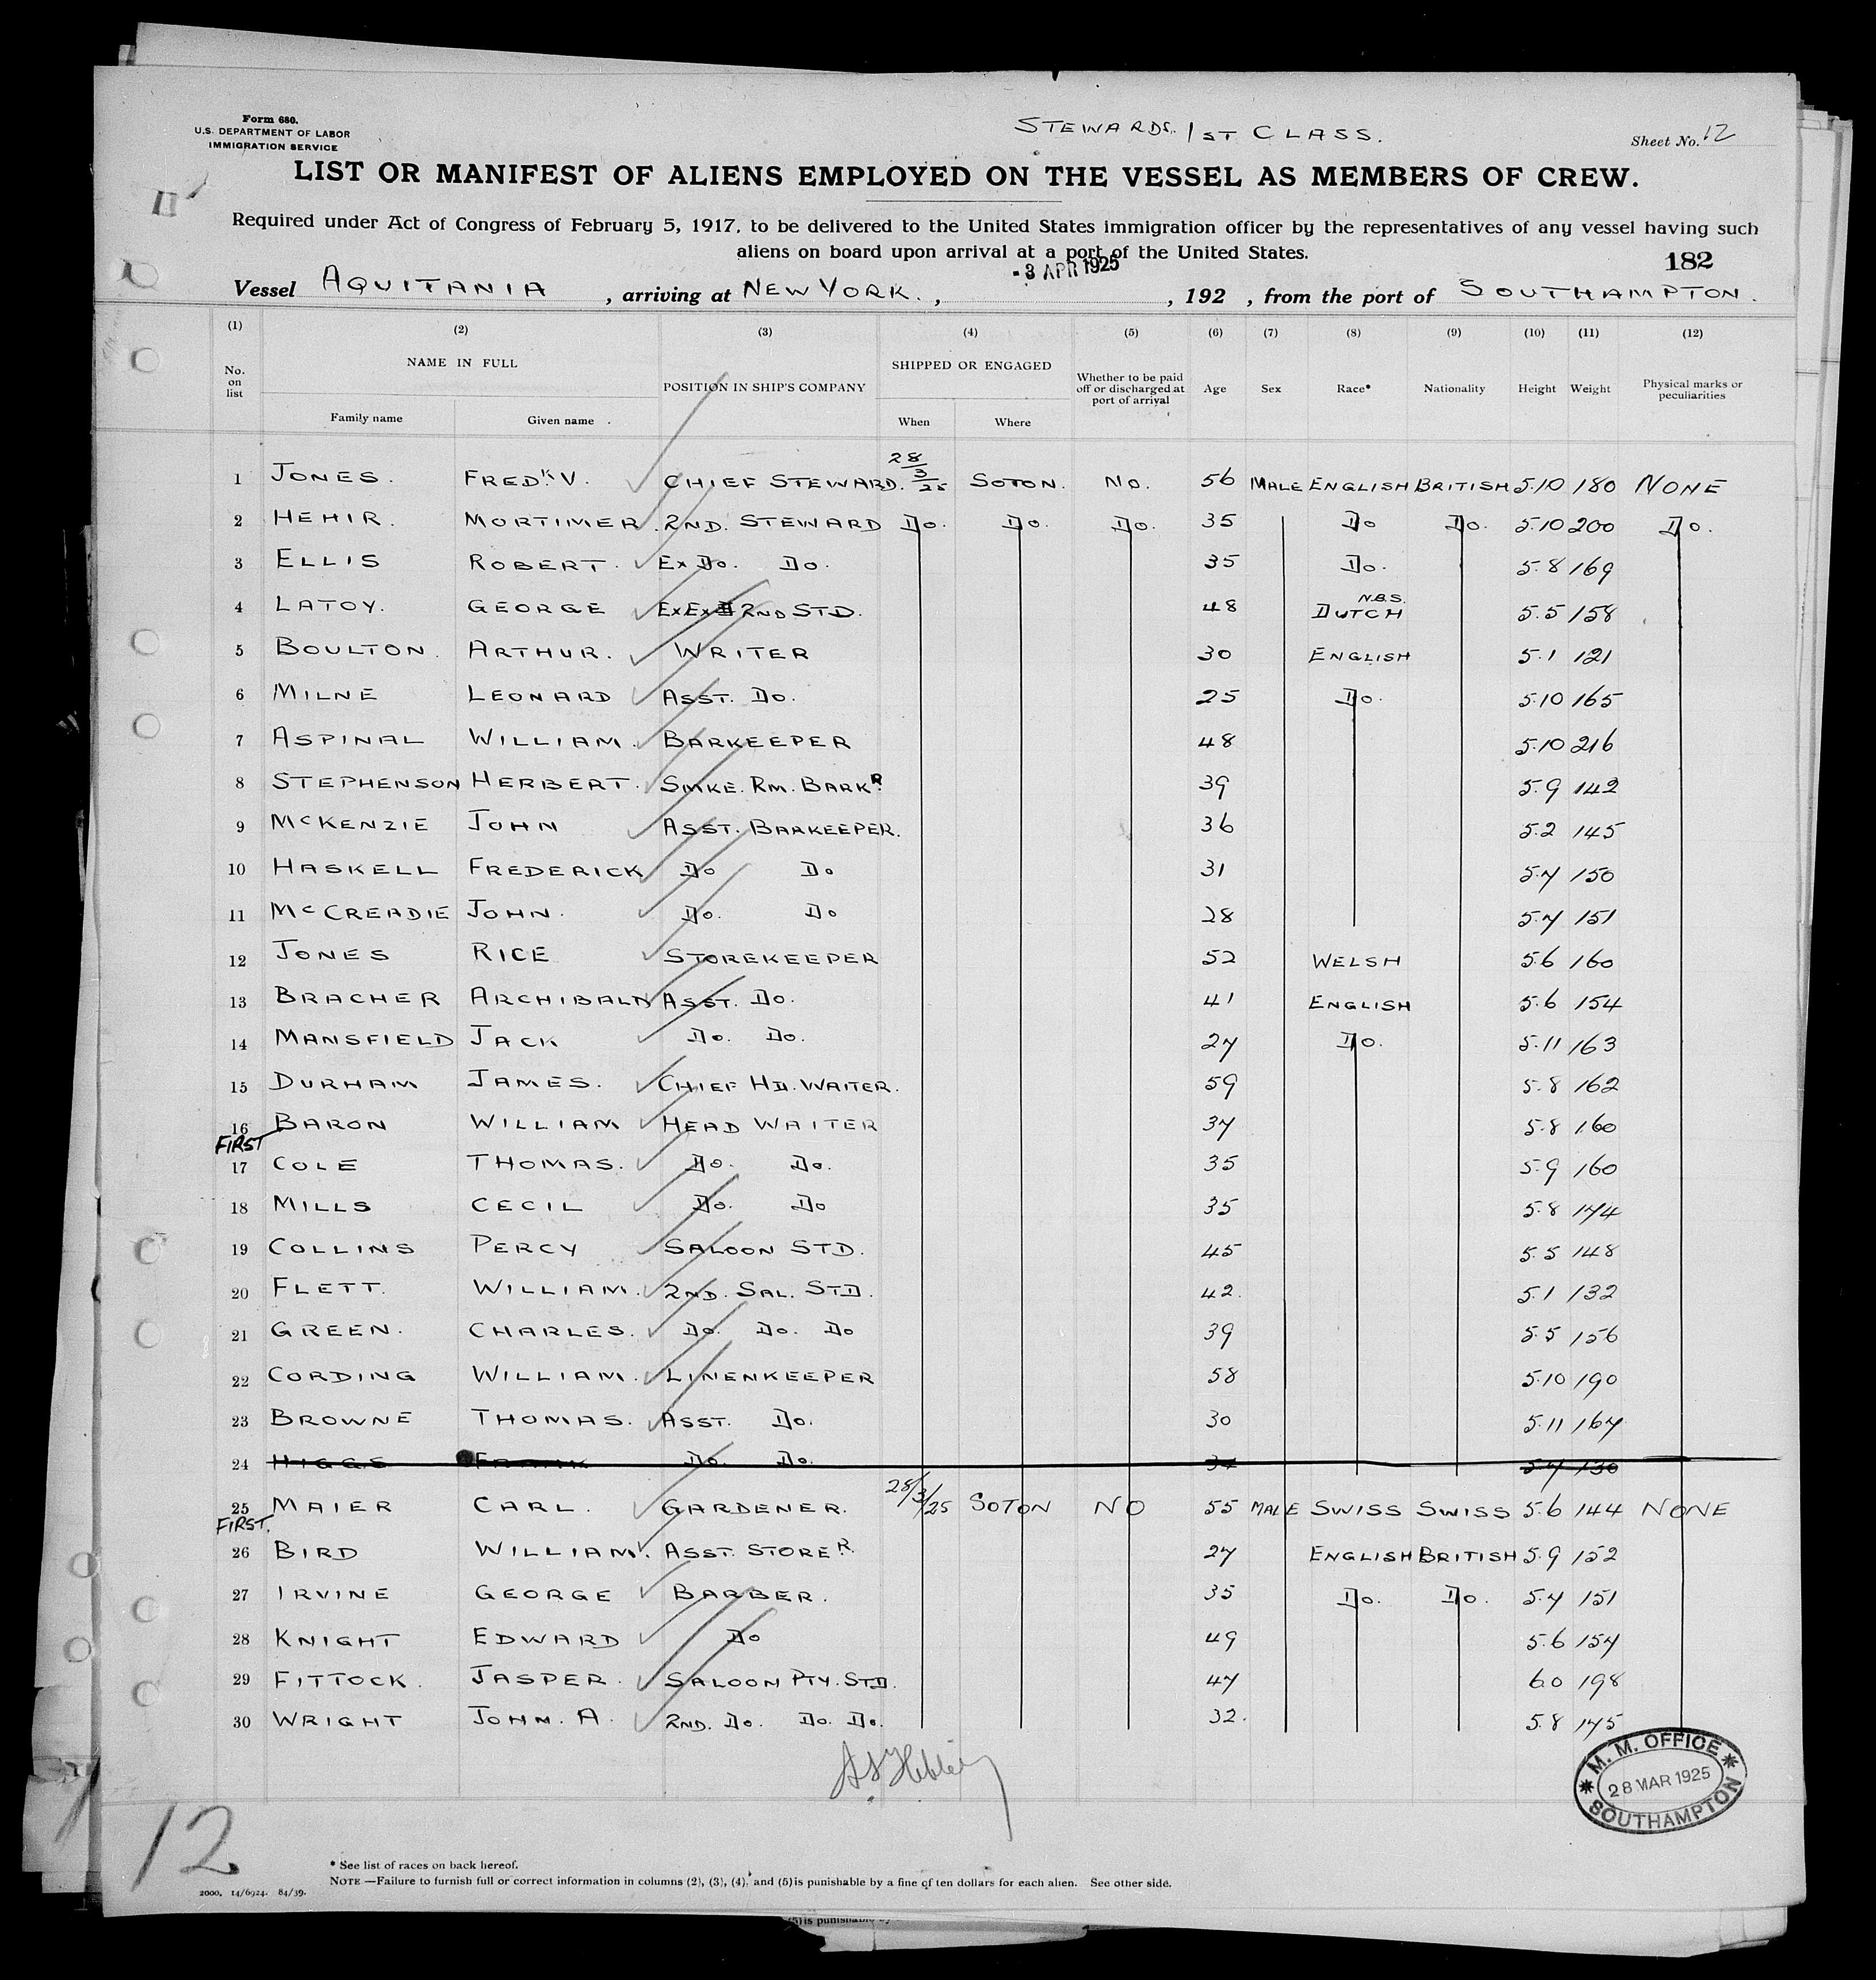 Form 680.
U.S. DEPARTMENT OF LABOR
IMMIGRATION SERVICE
STEWARDS. 1ST CLASS.
Sheet No. 12
LIST OR MANIFEST OF ALIENS EMPLOYED ON THE VESSEL AS MEMBERS OF CREW.
Required under Act of Congress of February 5, 1917, to be delivered to the United States immigration officer by the representatives of any vessel having such
aliens on board upon arrival at a port of the United States.
182
-3 APR 1925
Vessel AQUITANIA, arriving at NEW YORK., , 192 , from the port of SOUTHAMPTON.
(1) (2) (3) (4) (5) (6) (7) (8) (9) (10) (11) (12)
No. on list NAME IN FULL POSITION IN SHIP'S COMPANY SHIPPED OR ENGAGED Whether to be paid off or discharged at port of arrival Age Sex Race* Nationality Height Weight Physical marks or peculiarities
Family name Given name When Where
1 JONES. FREDK V. CHIEF STEWARD. 28/3/25 SOTON. NO. 56 MALE ENGLISH BRITISH 5.10 180 NONE
2 HEHIR. MORTIMER. 2ND. STEWARD Do. Do. Do. 35 Do Do. 5.10 200 Do.
3 ELLIS ROBERT. Ex Do. Do. 35 Do. 5.8 169
4 LATOY. GEORGE ExEx 2ND STD. 48 N.B.S. DUTCH 5.5 158
5 BOULTON. ARTHUR. WRITER 30 ENGLISH 5.1 121
6 MILNE LEONARD ASST. Do. 25 Do. 5.10 165
7 ASPINAL WILLIAM. BARKEEPER 48 5.10 216
8 STEPHENSON HERBERT. SMKE. RM. BARKR. 39 5.9 142
9 McKENZIE JOHN ASST. BARKEEPER. 36 5.2 145
10 HASKELL FREDERICK Do Do 31 5.7 150
11 McCREADIE JOHN. Do. Do 28 5.7 151
12 JONES RICE STOREKEEPER 52 WELSH 5.6 160
13 BRACHER ARCHIBALD ASST. Do. 41 ENGLISH 5.6 154
14 MANSFIELD JACK Do. Do. 27 Do. 5.11 163
15 DURHAM JAMES. CHIEF HD. WAITER. 59 5.8 162
16 BARON WILLIAM HEAD WAITER 37 5.8 160
FIRST
17 COLE THOMAS. Do. Do. 35 5.9 160
18 MILLS CECIL Do. Do 35 5.8 174
19 COLLINS PERCY SALOON STD. 45 5.5 148
20 FLETT. WILLIAM. 2ND. SAL. STD. 42. 5.1 132
21 GREEN. CHARLES. Do. Do. Do 39 5.5 156
22 CORDING WILLIAM. LINENKEEPER 58 5.10 190
23 BROWNE THOMAS. ASST. Do. 30 5.11 167
24 HIGGS FRANK Do. Do. 5.7 130
25 MAIER CARL. GARDENER. 28/3/25 SOTON NO 55 MALE SWISS SWISS 5.6 144 NONE
FIRST.
26 BIRD WILLIAM. ASST. STORER. 27 ENGLISH BRITISH 5.9 152
27 IRVINE GEORGE BARBER. 35 Do. Do. 5.7 151
28 KNIGHT EDWARD Do 49 5.6 157
29 FITTOCK. JASPER. SALOON PTY. STD. 47 6.0 198
30 WRIGHT JOHN. A. 2ND. Do. Do. Do. 32. 5.8 175
M. M. OFFICE
28 MAR 1925
SOUTHAMPTON
12
* See list of races on back hereof.
NOTE —Failure to furnish full or correct information in columns (2), (3), (4), and (5) is punishable by a fine of ten dollars for each alien. See other side.
2000. 14/6924. 84/39.